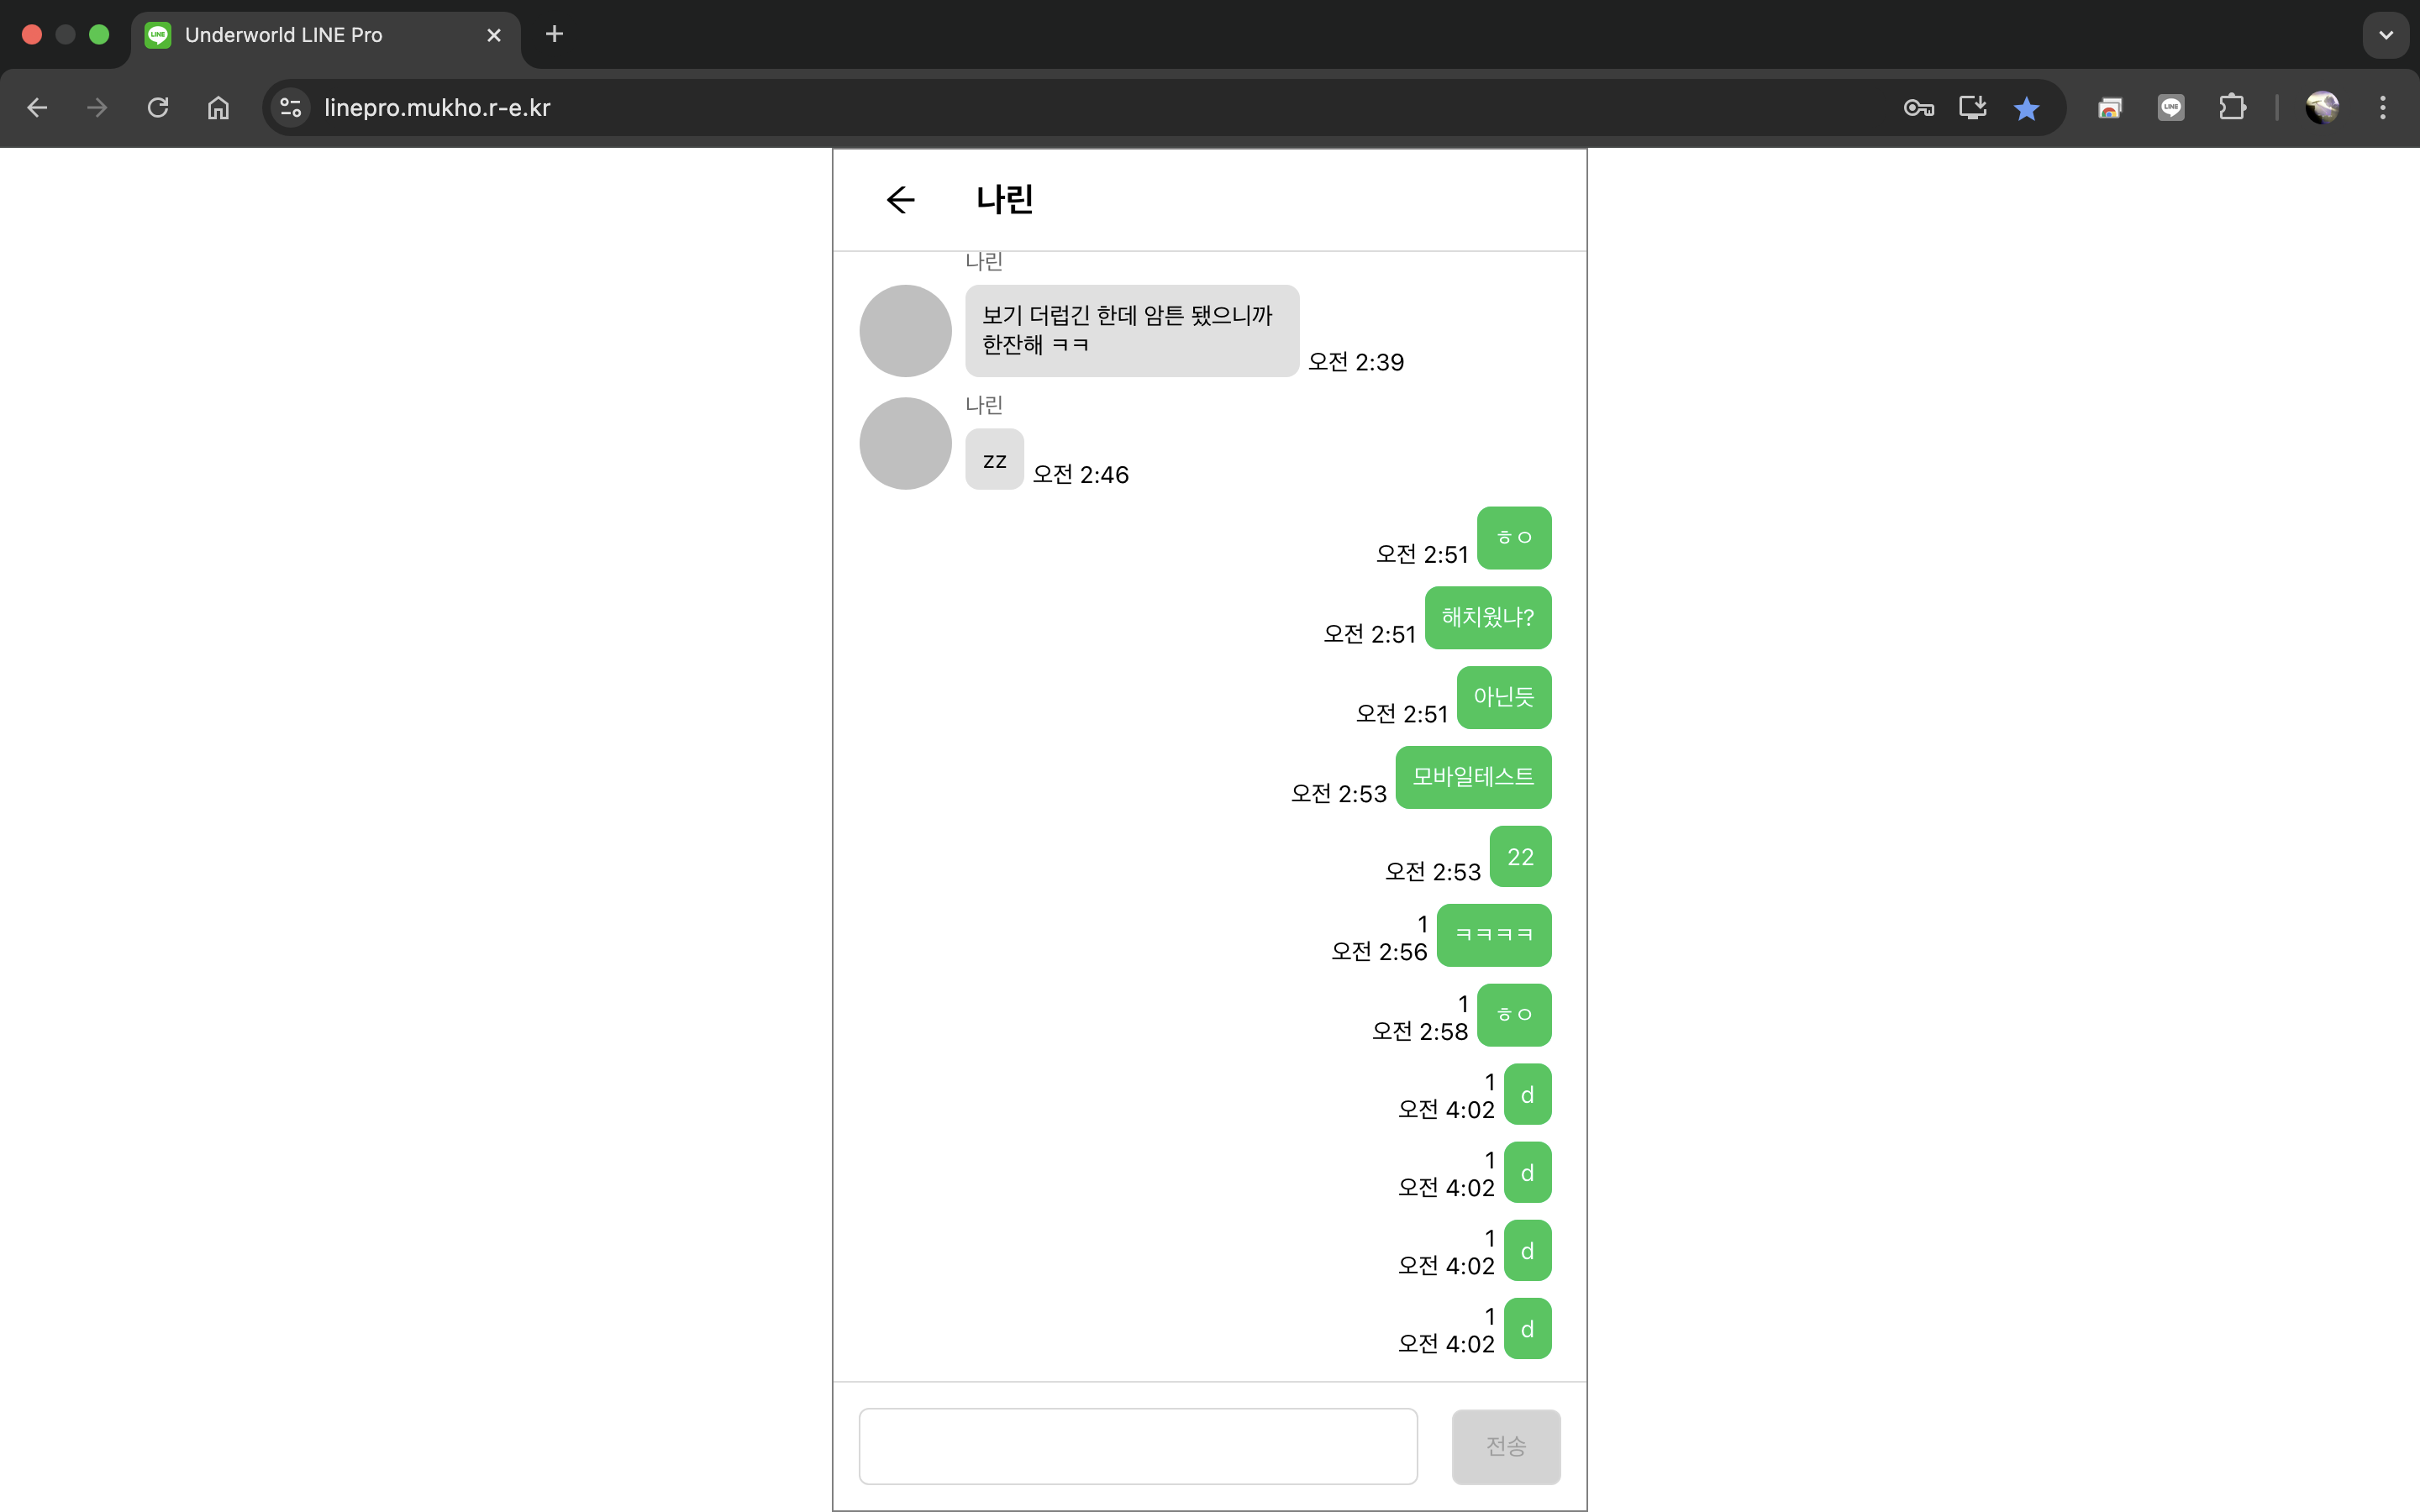 LINE
Underworld LINE Pro
linepro.mukho.r-e.kr
LINE
나린
나린
보기 더럽긴 한데 암튼 됐으니까
한잔해 ㅋㅋ
오전 2:39
나린
zz
오전 2:46
ㅎㅇ
오전 2:51
해치웠냐?
오전 2:51
아닌듯
오전 2:51
모바일테스트
오전 2:53
22
오전 2:53
1
ㅋㅋㅋㅋ
오전 2:56
1
ㅎㅇ
오전 2:58
1
d
오전 4:02
1
d
오전 4:02
1
d
오전 4:02
1
d
오전 4:02
전송